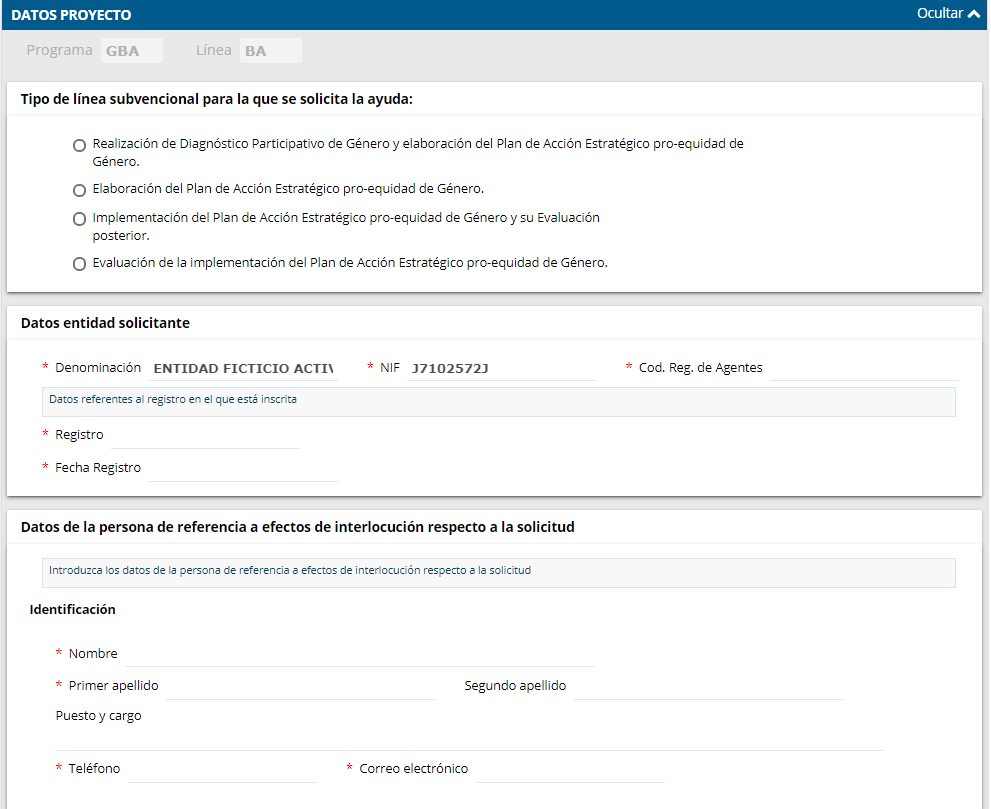 DATOS PROYECTO Ocultar
Programa GBA Línea BA
Tipo de línea subvencional para la que se solicita la ayuda:
Realización de Diagnóstico Participativo de Género y elaboración del Plan de Acción Estratégico pro-equidad de
Género.
Elaboración del Plan de Acción Estratégico pro-equidad de Género.
Implementación del Plan de Acción Estratégico pro-equidad de Género y su Evaluación
posterior.
Evaluación de la implementación del Plan de Acción Estratégico pro-equidad de Género.
Datos entidad solicitante
* Denominación ENTIDAD FICTICIO ACTI * NIF J7102572J * Cod. Reg. de Agentes
Datos referentes al registro en el que está inscrita
* Registro
* Fecha Registro
Datos de la persona de referencia a efectos de interlocución respecto a la solicitud
Introduzca los datos de la persona de referencia a efectos de interlocución respecto a la solicitud
Identificación
* Nombre
* Primer apellido Segundo apellido
Puesto y cargo
* Teléfono * Correo electrónico